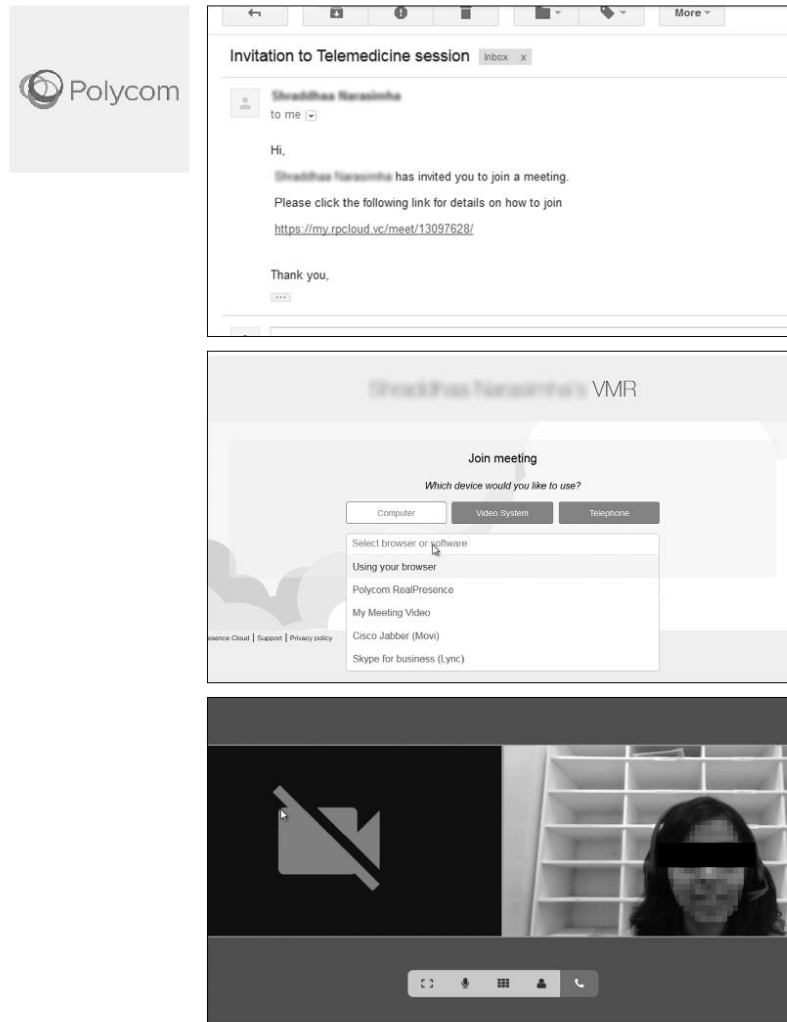 Polycom
More
Invitation to Telemedicine session Inbox x
to me
Hi,
has invited you to join a meeting.
Please click the following link for details on how to join
https://my.rpcloud.vc/meet/13097628/
Thank you,
VMR
Join meeting
Which device would you like to use?
Computer Video System Telephone
Select browser or software
Using your browser
Polycom RealPresence
My Meeting Video
Cisco Jabber (Movi)
Skype for business (Lync)
esence Cloud | Support | Privacy policy